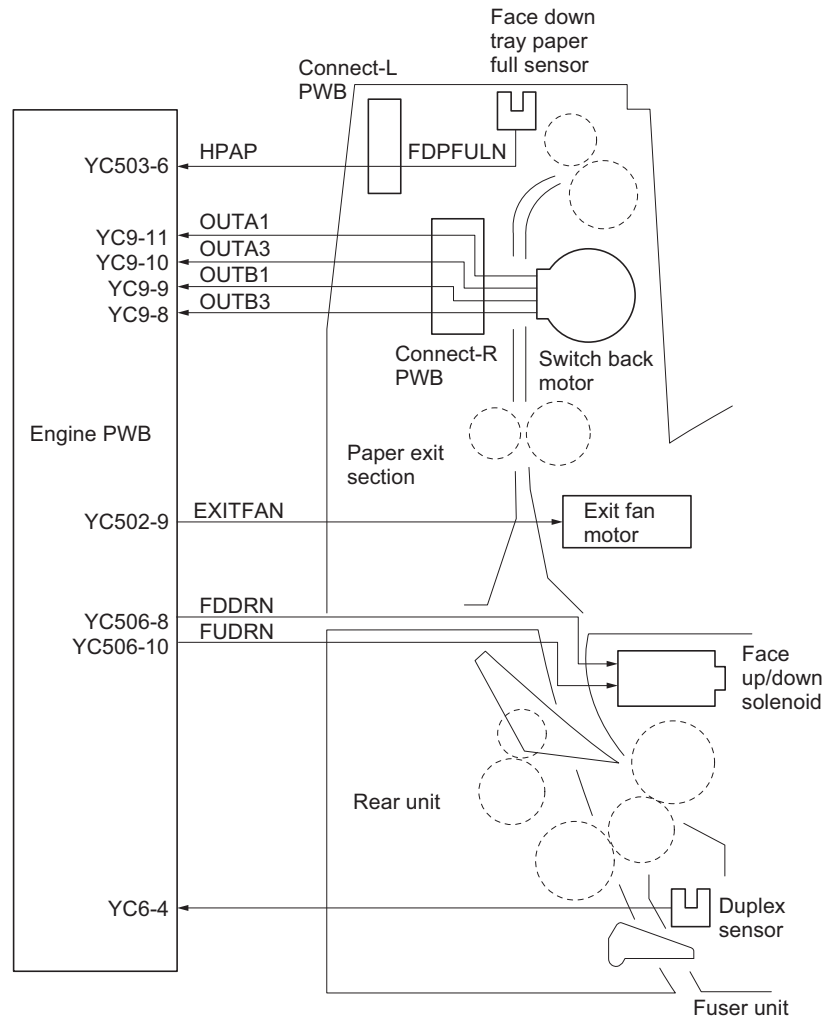 Face down
tray paper
full sensor
Connect-L
PWB
YC503-6
HPAP
FDPFULN
YC9-11
OUTA1
YC9-10
OUTA3
YC9-9
OUTB1
YC9-8
OUTB3
Connect-R
PWB
Switch back
motor
Engine PWB
Paper exit
section
YC502-9
EXITFAN
Exit fan
motor
YC506-8
FDDRN
YC506-10
FUDRN
Face
up/down
solenoid
Rear unit
YC6-4
Duplex
sensor
Fuser unit